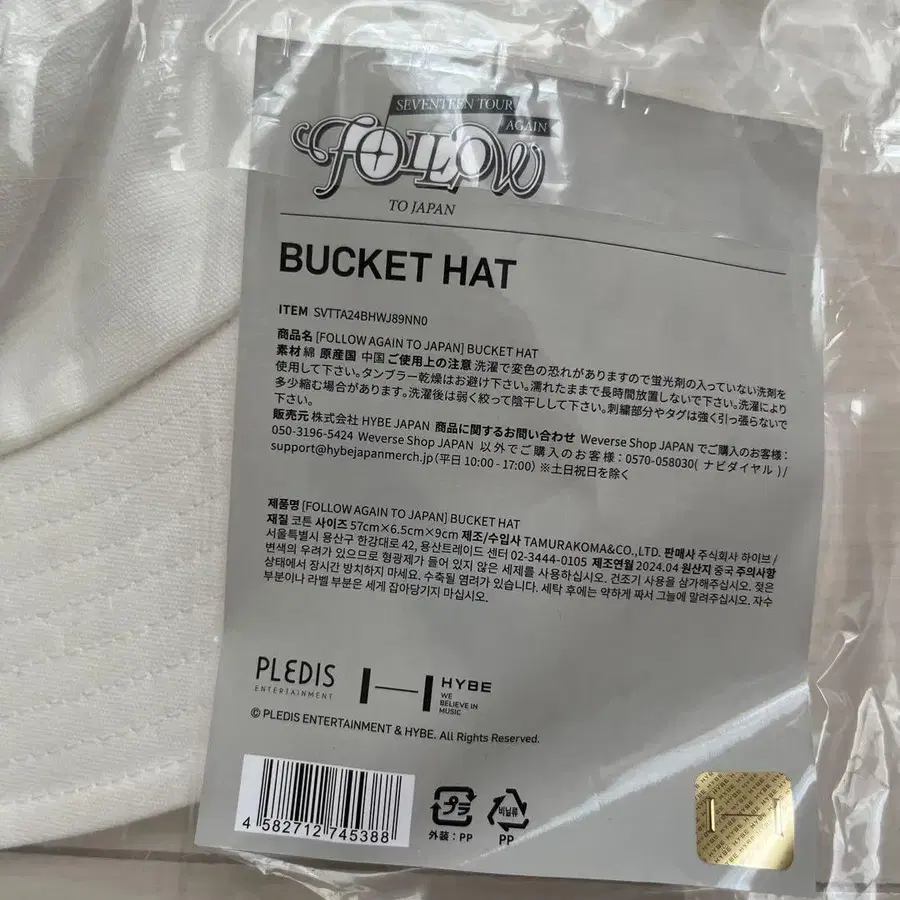 SEVENTEEN TOUR
AGAIN
FOLLOW
TO JAPAN
BUCKET HAT
ITEM SVTTA24BHWJ89NN0
商品名 [FOLLOW AGAIN TO JAPAN] BUCKET HAT
素材 綿 原産国 中国 ご使用上の注意 洗濯で変色の恐れがありますので蛍光剤の入っていない洗剤を
使用して下さい。タンブラー乾燥はお避け下さい。濡れたままで長時間放置しないで下さい。洗濯により
多少縮む場合があります。洗濯後は弱く絞って陰干しして下さい。刺繍部分やタグは強く引っ張らないで
下さい。
販売元 株式会社 HYBE JAPAN 商品に関するお問い合わせ Weverse Shop JAPAN でご購入のお客様：
050-3196-5424 Weverse Shop JAPAN 以外でご購入のお客様：0570-058030(ナビダイヤル)/
support@hybejapanmerch.jp（平日 10:00 - 17:00）※土日祝日を除く
제품명 [FOLLOW AGAIN TO JAPAN] BUCKET HAT
재질 코튼 사이즈 57cm×6.5cm×9cm 제조/수입사 TAMURAKOMA&CO.,LTD. 판매사 주식회사 하이브/
서울특별시 용산구 한강대로 42, 용산트레이드 센터 02-3444-0105 제조연월 2024.04 원산지 중국 주의사항
변색의 우려가 있으므로 형광제가 들어 있지 않은 세제를 사용하십시오. 건조기 사용을 삼가해주십시오. 젖은
상태에서 장시간 방치하지 마세요. 수축될 염려가 있습니다. 세탁 후에는 약하게 짜서 그늘에 말려주십시오. 자수
부분이나 라벨 부분은 세게 잡아당기지 마십시오.
PLEDIS
ENTERTAINMENT
HYBE
WE
BELIEVE IN
MUSIC
© PLEDIS ENTERTAINMENT & HYBE. All Rights Reserved.
4 582712 745388
プラ
外装：PP
비닐류
PP
HYBE HYBE HYBE